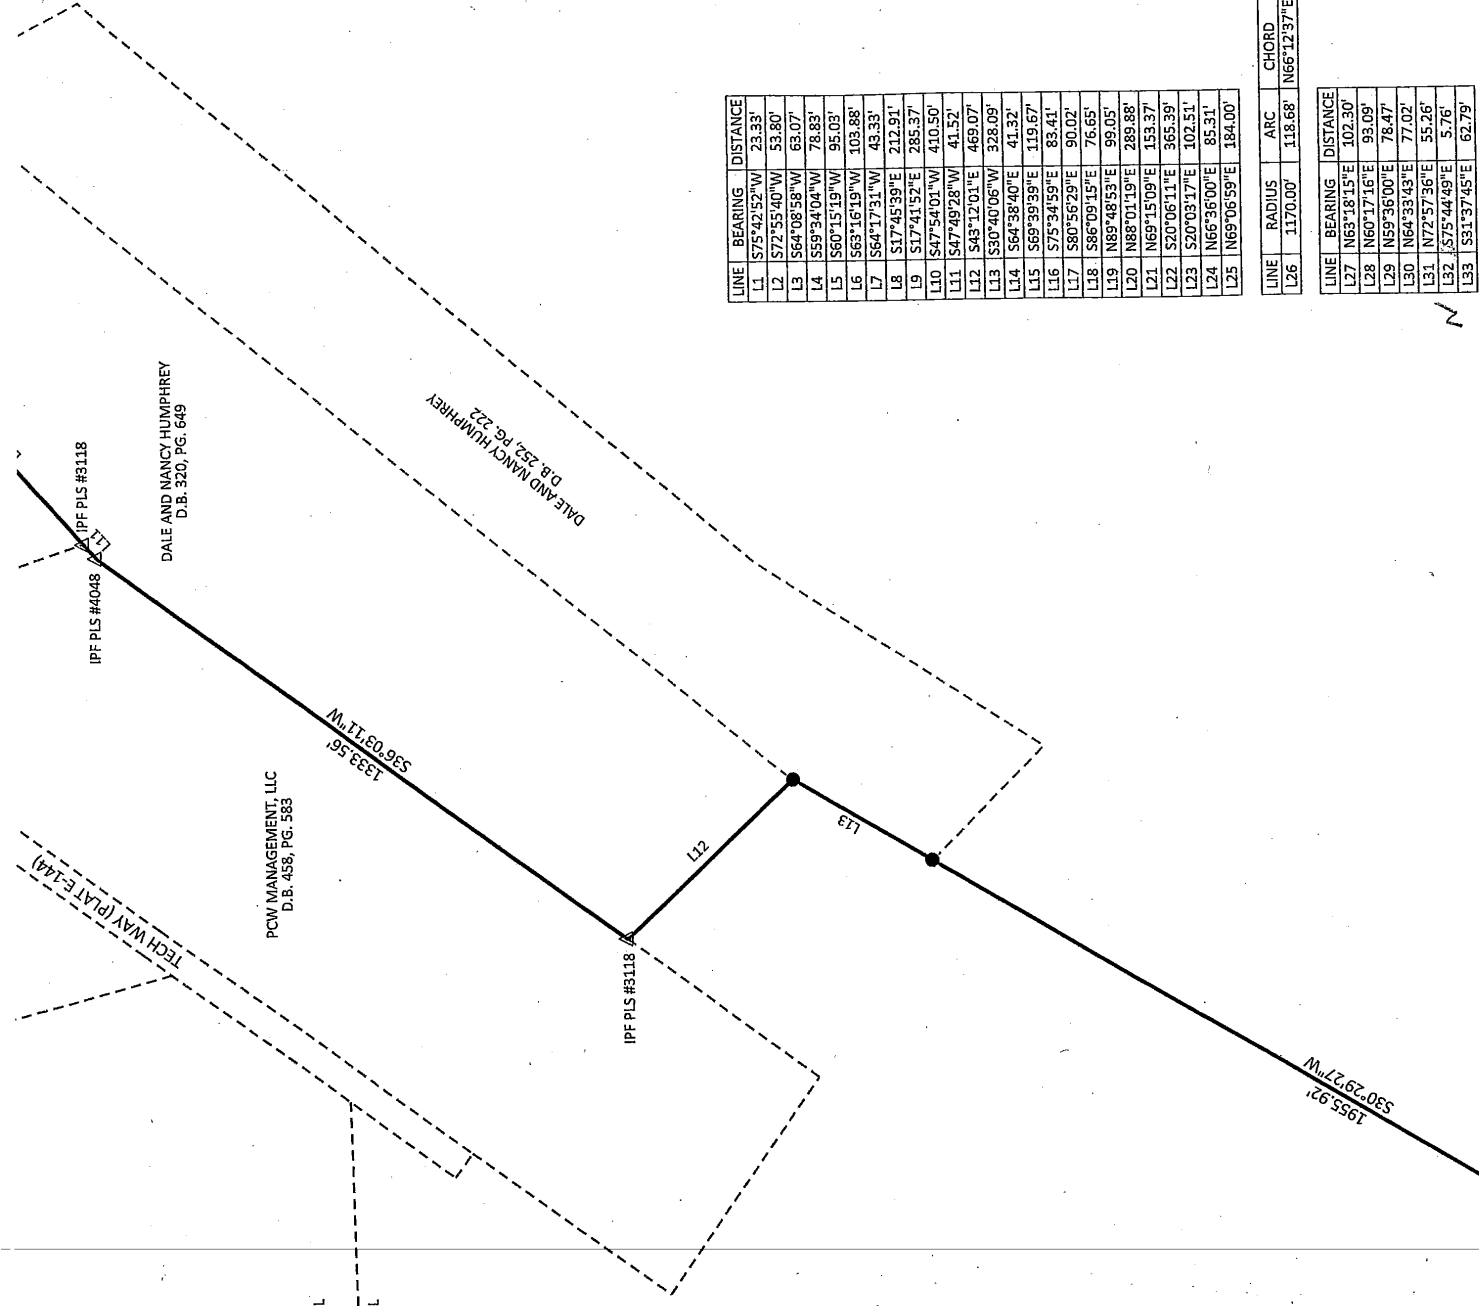 IPF PLS #3118
L11
IPF PLS #4048
DALE AND NANCY HUMPHREY
D.B. 320, PG. 649
DALE AND NANCY HUMPHREY
D.B. 252, PG. 222
S36°03'11"W
1333.56'
PCW MANAGEMENT, LLC
D.B. 458, PG. 583
TECH WAY (PLAT E-144)
L12
L13
IPF PLS #3118
S30°29'27"W
1955.92'
L
L
LINE BEARING DISTANCE
L1 S75°42'52"W 23.33'
L2 S72°55'40"W 53.80'
L3 S64°08'58"W 63.07'
L4 S59°34'04"W 78.83'
L5 S60°15'19"W 95.03'
L6 S63°16'19"W 103.88'
L7 S64°17'31"W 43.33'
L8 S17°45'39"E 212.91'
L9 S17°41'52"E 285.37'
L10 S47°54'01"W 410.50'
L11 S47°49'28"W 41.52'
L12 S43°12'01"E 469.07'
L13 S30°40'06"W 328.09'
L14 S64°38'40"E 41.32'
L15 S69°39'39"E 119.67'
L16 S75°34'59"E 83.41'
L17 S80°56'29"E 90.02'
L18 S86°09'15"E 76.65'
L19 N89°48'53"E 99.05'
L20 N88°01'19"E 289.88'
L21 N69°15'09"E 153.37'
L22 S20°06'11"E 365.39'
L23 S20°03'17"E 102.51'
L24 N66°36'00"E 85.31'
L25 N69°06'59"E 184.00'
LINE RADIUS ARC CHORD
L26 1170.00' 118.68' N66°12'37"E
LINE BEARING DISTANCE
L27 N63°18'15"E 102.30'
L28 N60°17'16"E 93.09'
L29 N59°36'00"E 78.47'
L30 N64°33'43"E 77.02'
L31 N72°57'36"E 55.26'
L32 S75°44'49"E 5.76'
L33 S31°37'45"E 62.79'